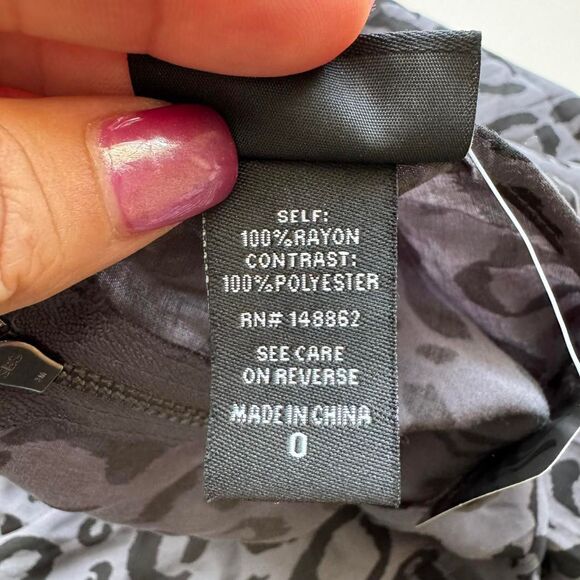 SELF:
100%RAYON
CONTRAST:
100%POLYESTER
RN# 148862
SEE CARE
ON REVERSE
MADE IN CHINA
0